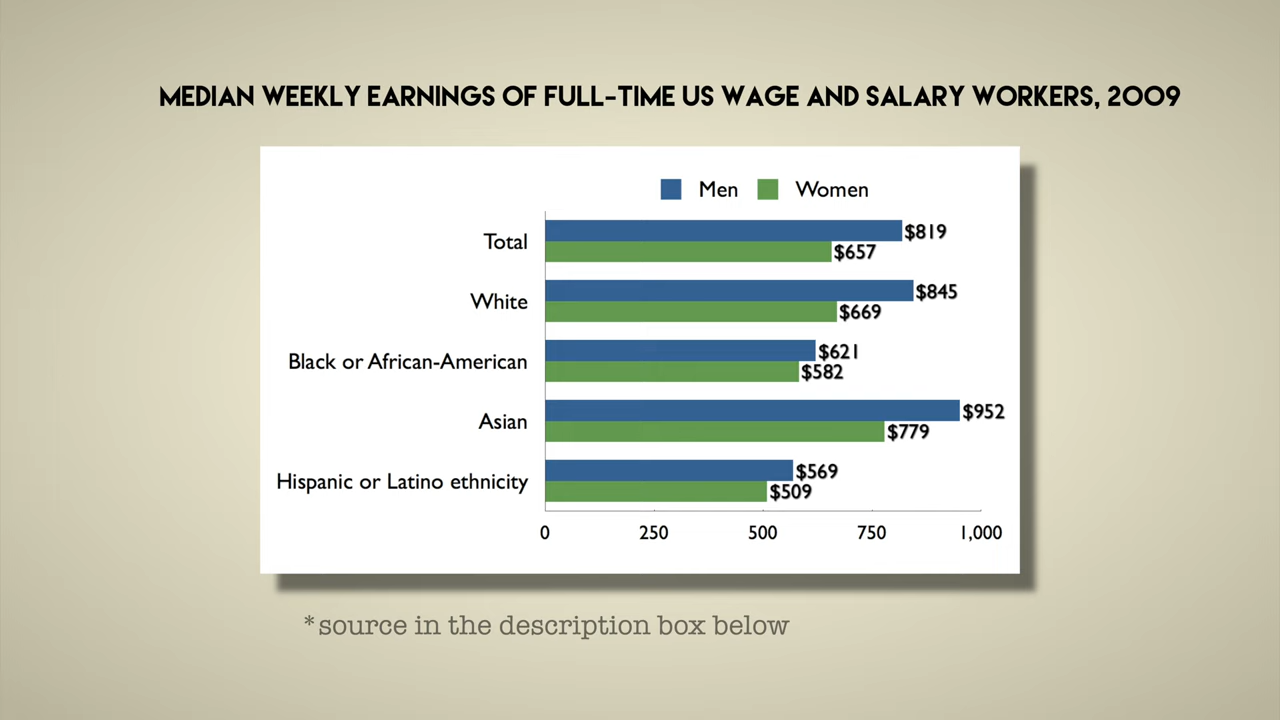 MEDIAN WEEKLY EARNINGS OF FULL-TIME US WAGE AND SALARY WORKERS, 2009
Men Women
Total $819
$657
White $845
$669
Black or African-American $621
$582
Asian $952
$779
Hispanic or Latino ethnicity $569
$509
0 250 500 750 1,000
*source in the description box below